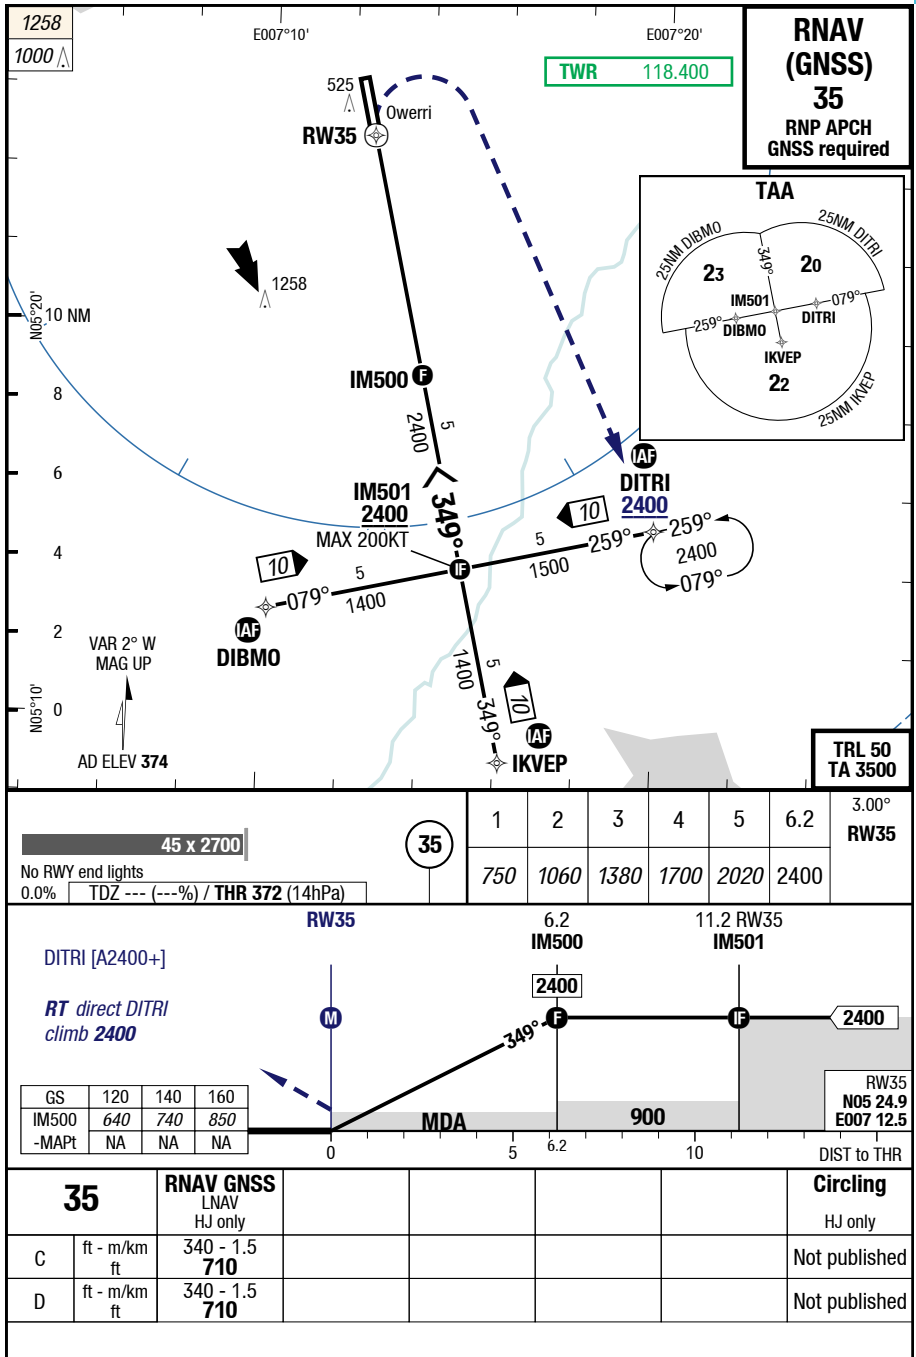 1258
1000
E007°10'
E007°20'
TWR 118.400
RNAV
(GNSS)
35
RNP APCH
GNSS required
525
Owerri
RW35
TAA
25NM DIBMO
25NM DITRI
23
349°
20
IM501
079°
259°
DIBMO
DITRI
IKVEP
22
25NM IKVEP
1258
N05°20'
10 NM
IM500
F
8
2400
5
6
IAF
DITRI
2400
IM501
2400
MAX 200KT
349°
10
259°
4
10
5
IF
5
1500
259°
2400
079°
079°
1400
2
IAF
DIBMO
VAR 2° W
MAG UP
1400
5
10
N05°10'
0
349°
IAF
IKVEP
AD ELEV 374
TRL 50
TA 3500
45 x 2700
35
No RWY end lights
0.0% TDZ --- (---%) / THR 372 (14hPa)
1 2 3 4 5 6.2 3.00°
RW35
750 1060 1380 1700 2020 2400
RW35
6.2
IM500
11.2 RW35
IM501
DITRI [A2400+]
RT direct DITRI
climb 2400
M
2400
F
IF
2400
349°
GS 120 140 160
IM500 640 740 850
-MAPt NA NA NA
MDA
900
RW35
N05 24.9
E007 12.5
0 5 6.2 10 DIST to THR
35
RNAV GNSS
LNAV
HJ only
Circling
HJ only
C
ft - m/km
ft
340 - 1.5
710
Not published
D
ft - m/km
ft
340 - 1.5
710
Not published